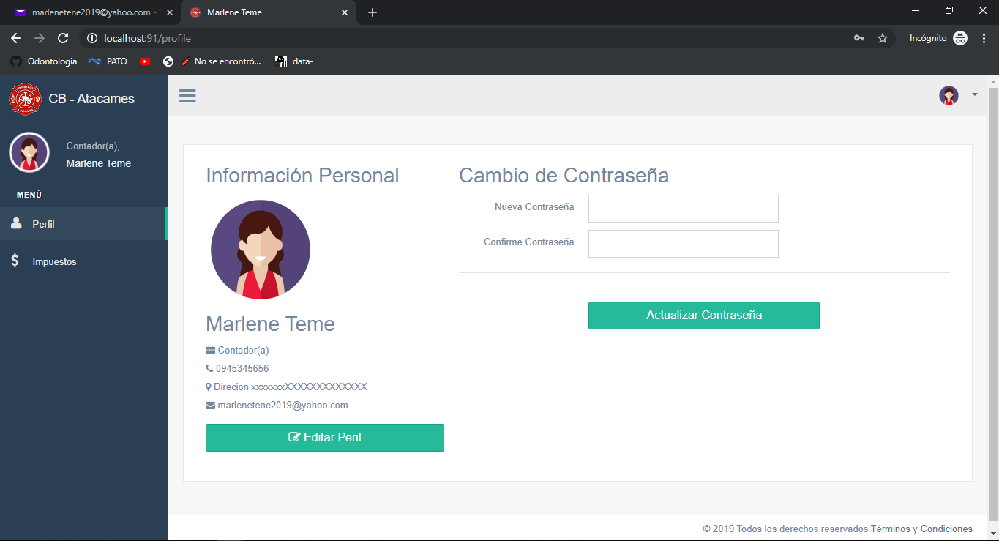 marlenetene2019@yahoo.com -
Marlene Teme
localhost:91/profile
Incógnito
Odontologia
PATO
No se encontró...
data-
BOMBEROS
ATACAMES
CB - Atacames
Contador(a),
Marlene Teme
MENÚ
Perfil
Impuestos
Información Personal
Marlene Teme
Contador(a)
0945345656
Direcion xxxxxxxXXXXXXXXXXXXX
marlenetene2019@yahoo.com
Editar Peril
Cambio de Contraseña
Nueva Contraseña
Confirme Contraseña
Actualizar Contraseña
© 2019 Todos los derechos reservados Términos y Condiciones